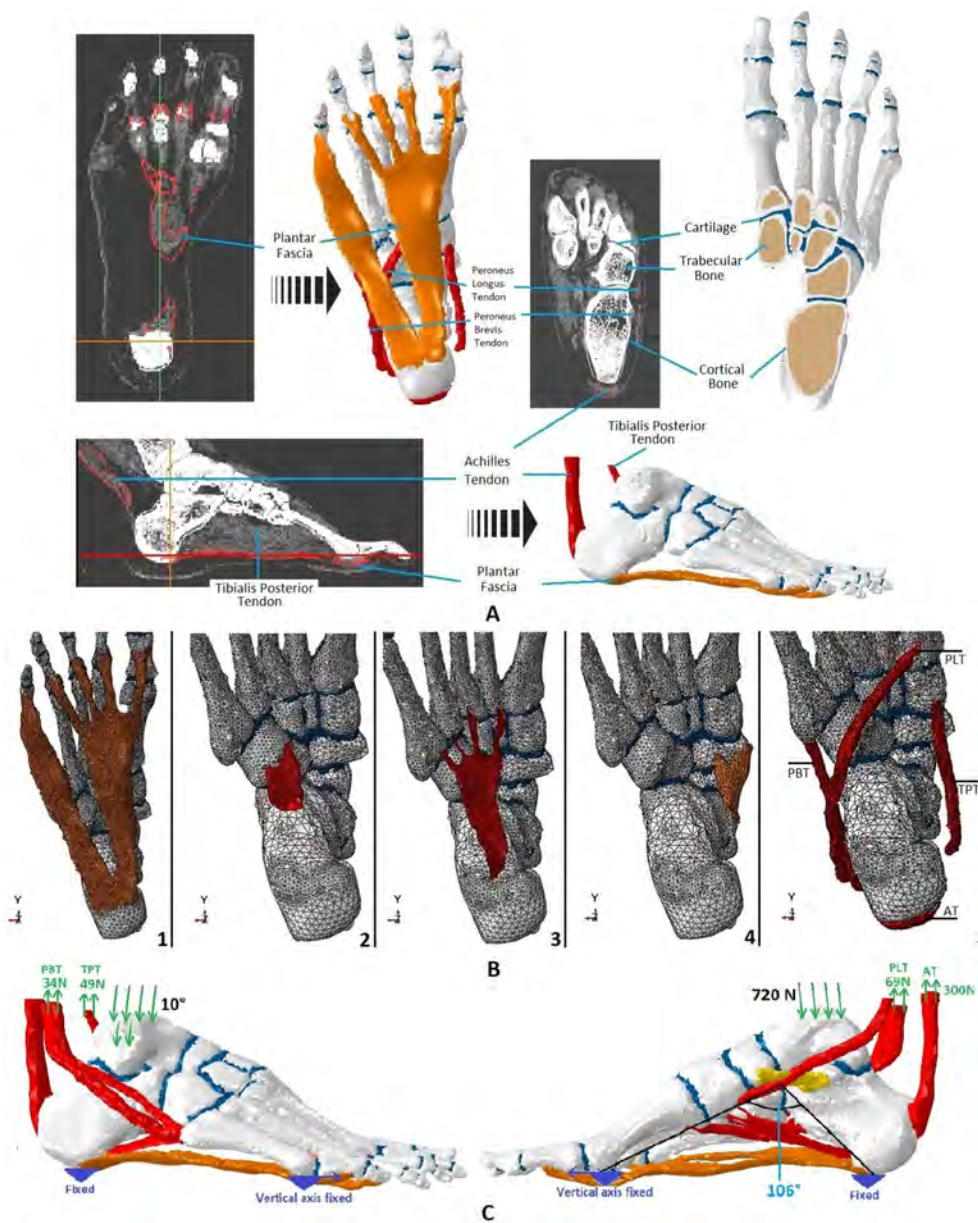 Plantar
Fascia
Peroneus
Longus
Tendon
Peroneus
Brevis
Tendon
Cartilage
Trabecular
Bone
Cortical
Bone
Tibialis Posterior
Tendon
Achilles
Tendon
Tibialis Posterior
Tendon
Plantar
Fascia
A
PLT
PBT
TPT
AT
Y
Y
Y
Y
Y
1
2
3
4
B
PBT
34N
TPT
49N
10°
720 N
PLT
69N
AT
300N
Fixed
Vertical axis fixed
Vertical axis fixed
106°
Fixed
C